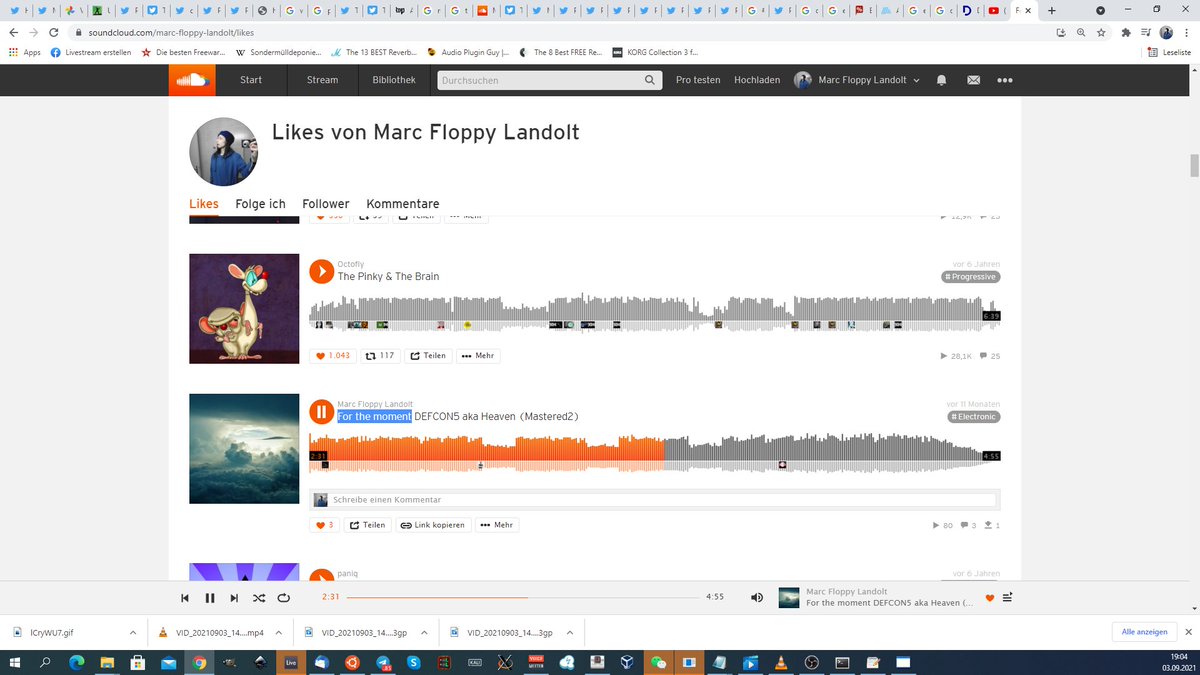 soundcloud.com/marc-floppy-landolt/likes
Apps Livestream erstellen Die besten Freewar... Sondermülldeponie... The 13 BEST Reverb... Audio Plugin Guy |... The 8 Best FREE Re... KORG Collection 3 f... Leseliste
Start Stream Bibliothek Durchsuchen Pro testen Hochladen Marc Floppy Landolt
Likes von Marc Floppy Landolt
Likes Folge ich Follower Kommentare
Octofly vor 6 Jahren
The Pinky & The Brain # Progressive
6:39
1.043 117 Teilen Mehr 28,1K 25
Marc Floppy Landolt vor 11 Monaten
For the moment DEFCON5 aka Heaven (Mastered2) # Electronic
2:31 4:55
Schreibe einen Kommentar
3 Teilen Link kopieren Mehr 80 3 1
paniq vor 6 Jahren
2:31 4:55 Marc Floppy Landolt
For the moment DEFCON5 aka Heaven (...
ICryWU7.gif VID_20210903_14....mp4 VID_20210903_14....3gp VID_20210903_14....3gp Alle anzeigen
Live
19:04
03.09.2021